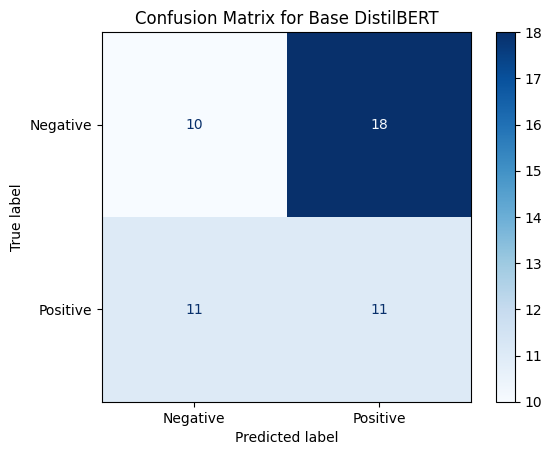 Confusion Matrix for Base DistilBERT
True label
Negative
10
18
Positive
11
11
Negative
Positive
Predicted label
18
17
16
15
14
13
12
11
10